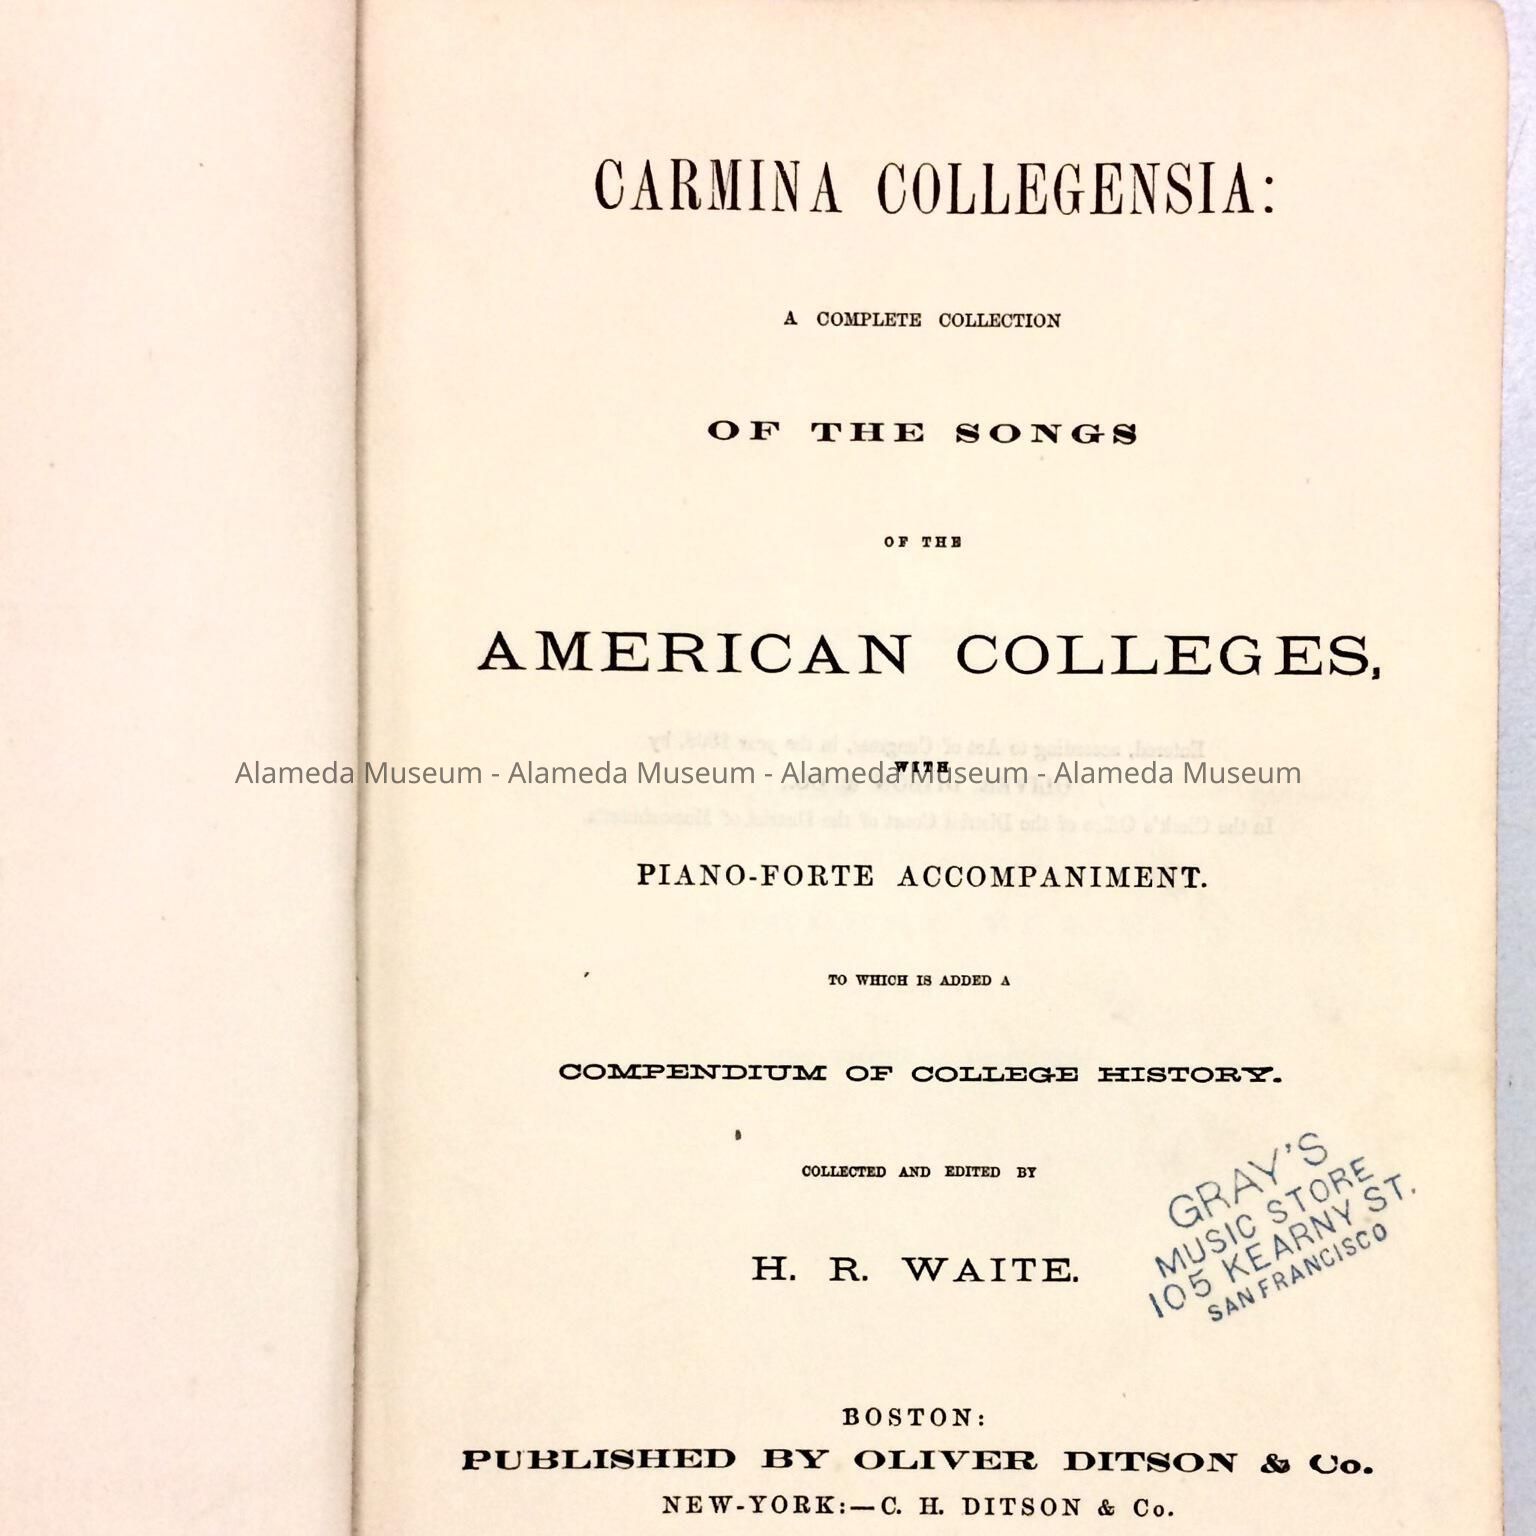 CARMINA COLLEGENSIA:
A COMPLETE COLLECTION
OF THE SONGS
OF THE
AMERICAN COLLEGES,
WITH
Alameda Museum - Alameda Museum - Alameda Museum - Alameda Museum
PIANO-FORTE ACCOMPANIMENT.
TO WHICH IS ADDED A
COMPENDIUM OF COLLEGE HISTORY.
COLLECTED AND EDITED BY
H. R. WAITE.
GRAY'S
MUSIC STORE
105 KEARNY ST.
SAN FRANCISCO
BOSTON:
PUBLISHED BY OLIVER DITSON & Co.
NEW-YORK:—C. H. DITSON & Co.